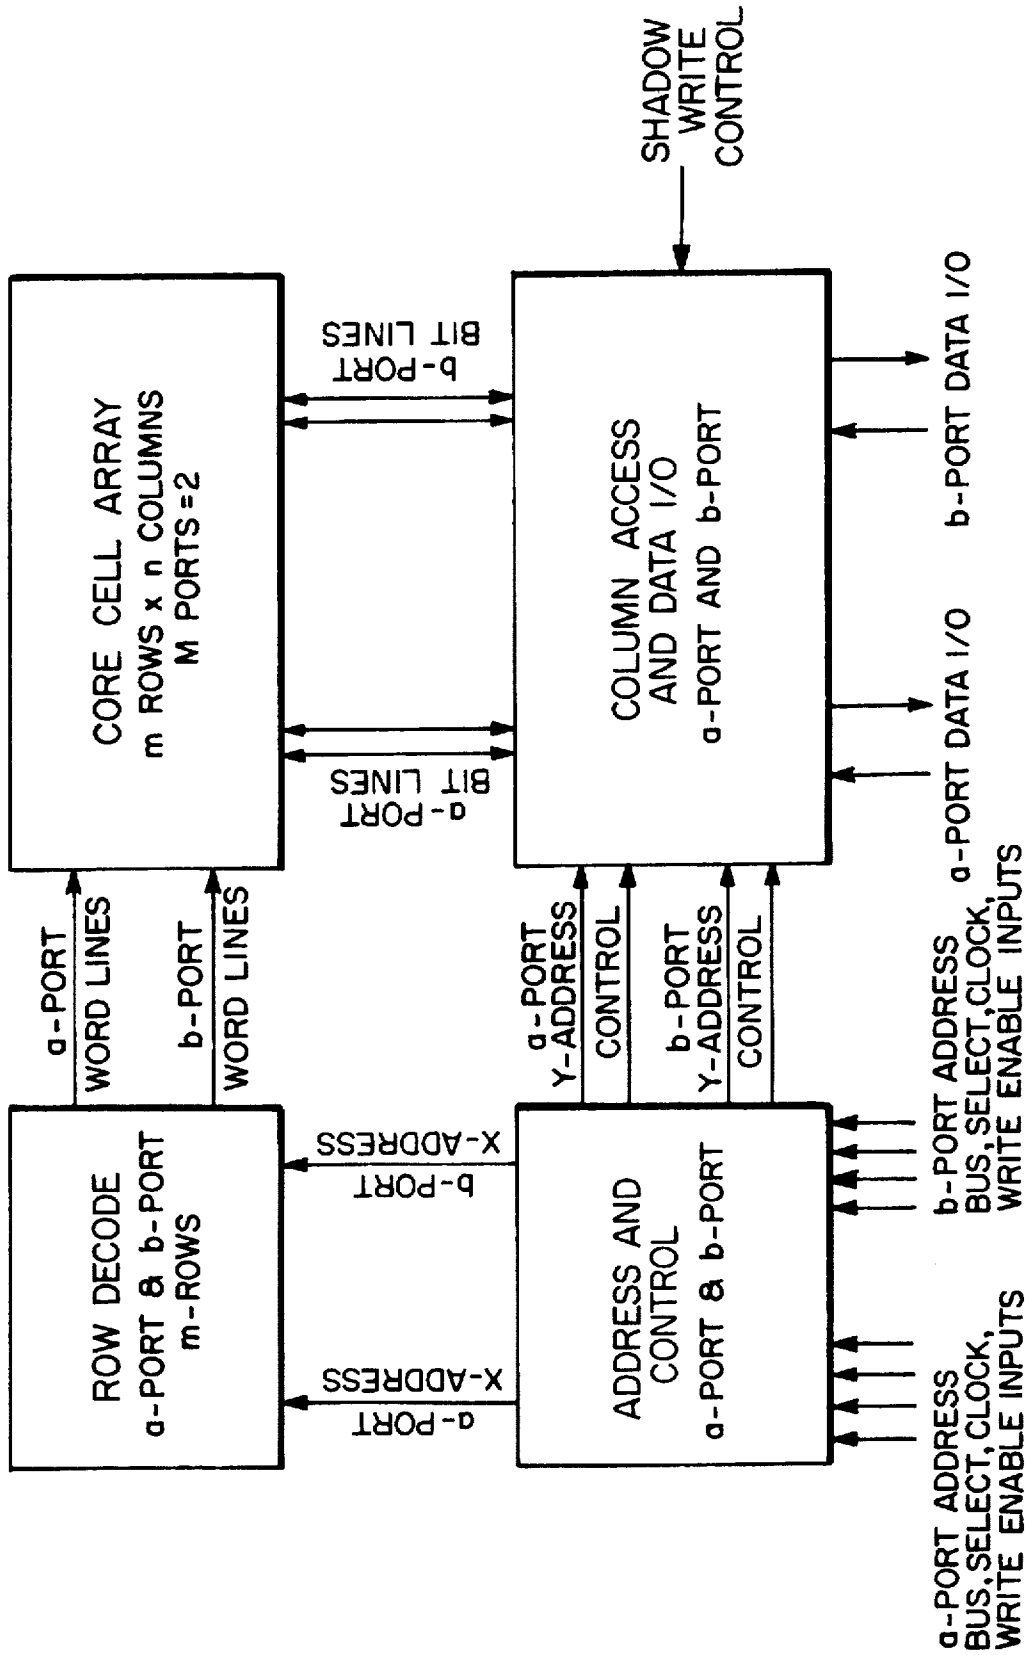 ROW DECODE
a-PORT & b-PORT
m-ROWS
a-PORT
WORD LINES
b-PORT
WORD LINES
CORE CELL ARRAY
m ROWS x n COLUMNS
M PORTS=2
a-PORT
X-ADDRESS
b-PORT
X-ADDRESS
a-PORT
BIT LINES
b-PORT
BIT LINES
ADDRESS AND
CONTROL
a-PORT & b-PORT
a-PORT
Y-ADDRESS
CONTROL
b-PORT
Y-ADDRESS
CONTROL
COLUMN ACCESS
AND DATA I/O
a-PORT AND b-PORT
SHADOW
WRITE
CONTROL
a-PORT ADDRESS
BUS,SELECT,CLOCK,
WRITE ENABLE INPUTS
b-PORT ADDRESS
BUS,SELECT,CLOCK,
WRITE ENABLE INPUTS
a-PORT DATA I/O
b-PORT DATA I/O